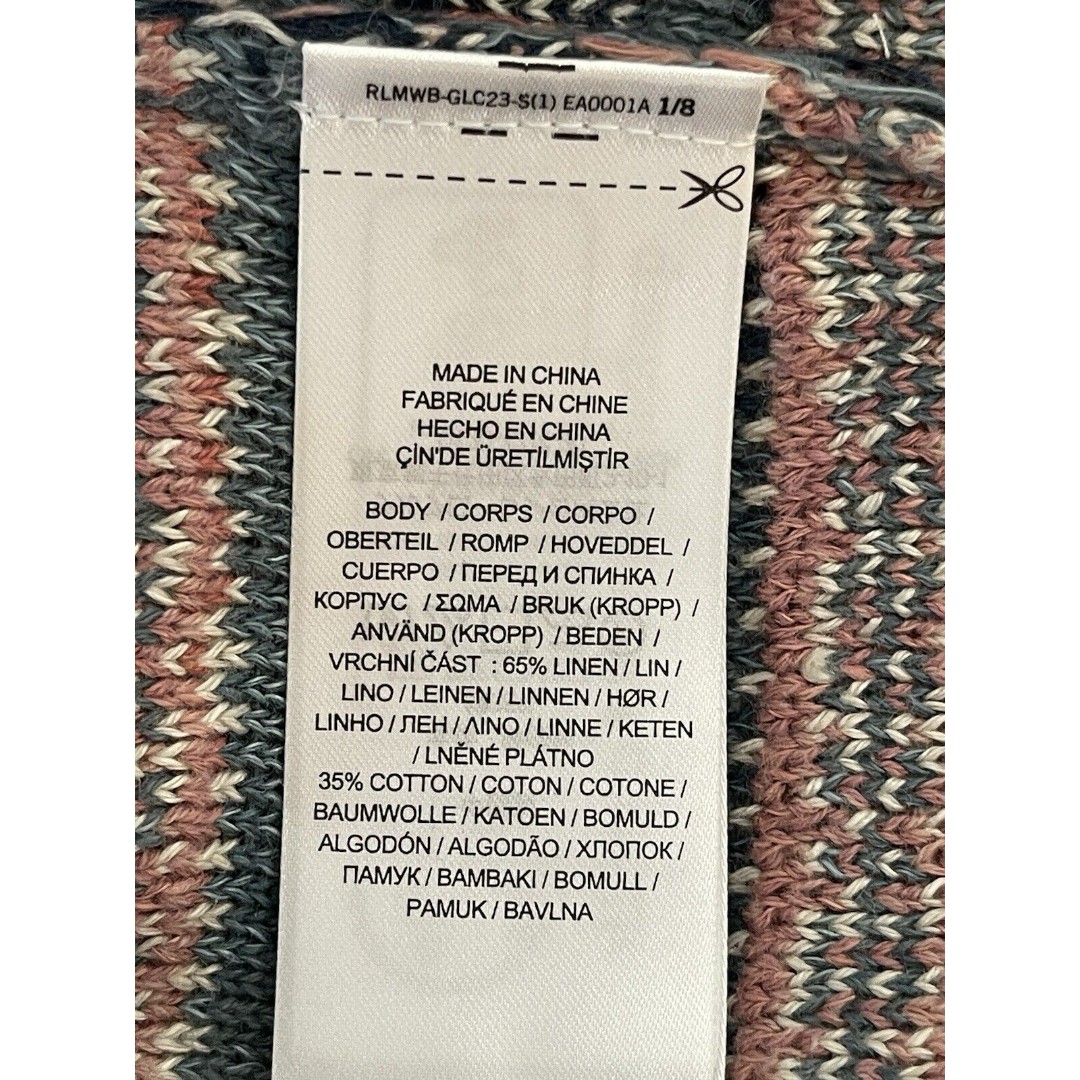 RLMWB-GLC23-S(1) EA0001A 1/8
MADE IN CHINA
FABRIQUÉ EN CHINE
HECHO EN CHINA
ÇİN'DE ÜRETİLMİŞTİR
BODY / CORPS / CORPO /
OBERTEIL / ROMP / HOVEDDEL /
CUERPO / ПЕРЕД И СПИНКА /
КОРПУС / ΣΩΜΑ / BRUK (KROPP) /
ANVÄND (KROPP) / BEDEN /
VRCHNÍ ČÁST : 65% LINEN / LIN /
LINO / LEINEN / LINNEN / HØR /
LINHO / ЛЕН / ΛΙΝΟ / LINNE / KETEN
/ LNĚNÉ PLÁTNO
35% COTTON / COTON / COTONE /
BAUMWOLLE / KATOEN / BOMULD /
ALGODÓN / ALGODÃO / ХЛОПОК /
ПАМУК / ΒΑΜΒΑΚΙ / BOMULL /
PAMUK / BAVLNA